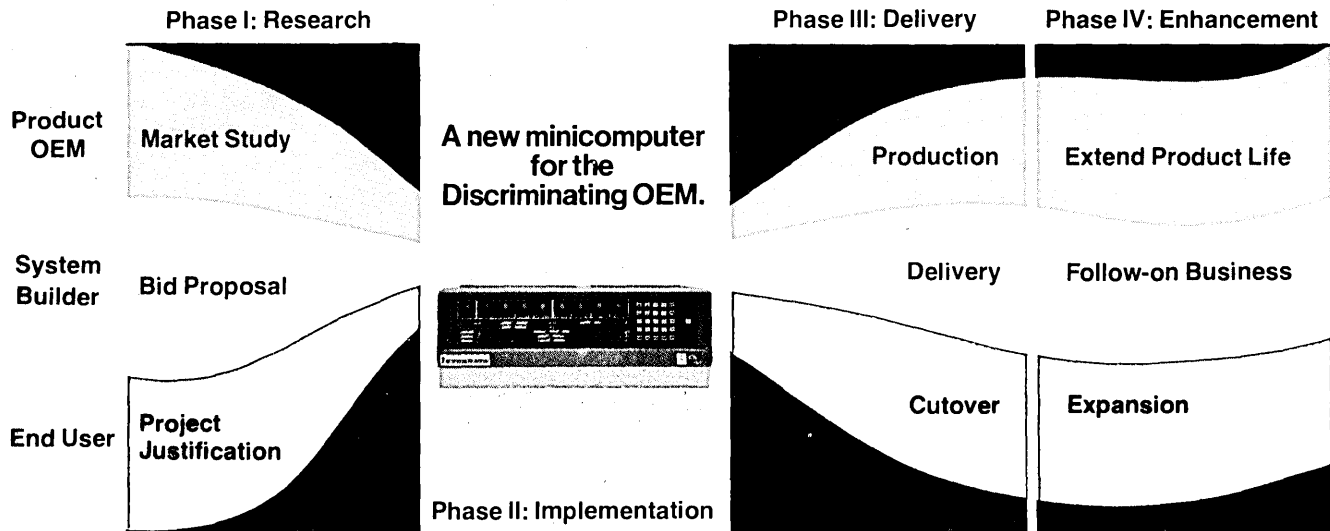 Phase I: Research
Phase III: Delivery
Phase IV: Enhancement
Product
OEM
Market Study
A new minicomputer
for the
Discriminating OEM.
Production
Extend Product Life
System
Builder
Bid Proposal
Delivery
Follow-on Business
End User
Project
Justification
Cutover
Expansion
Phase II: Implementation